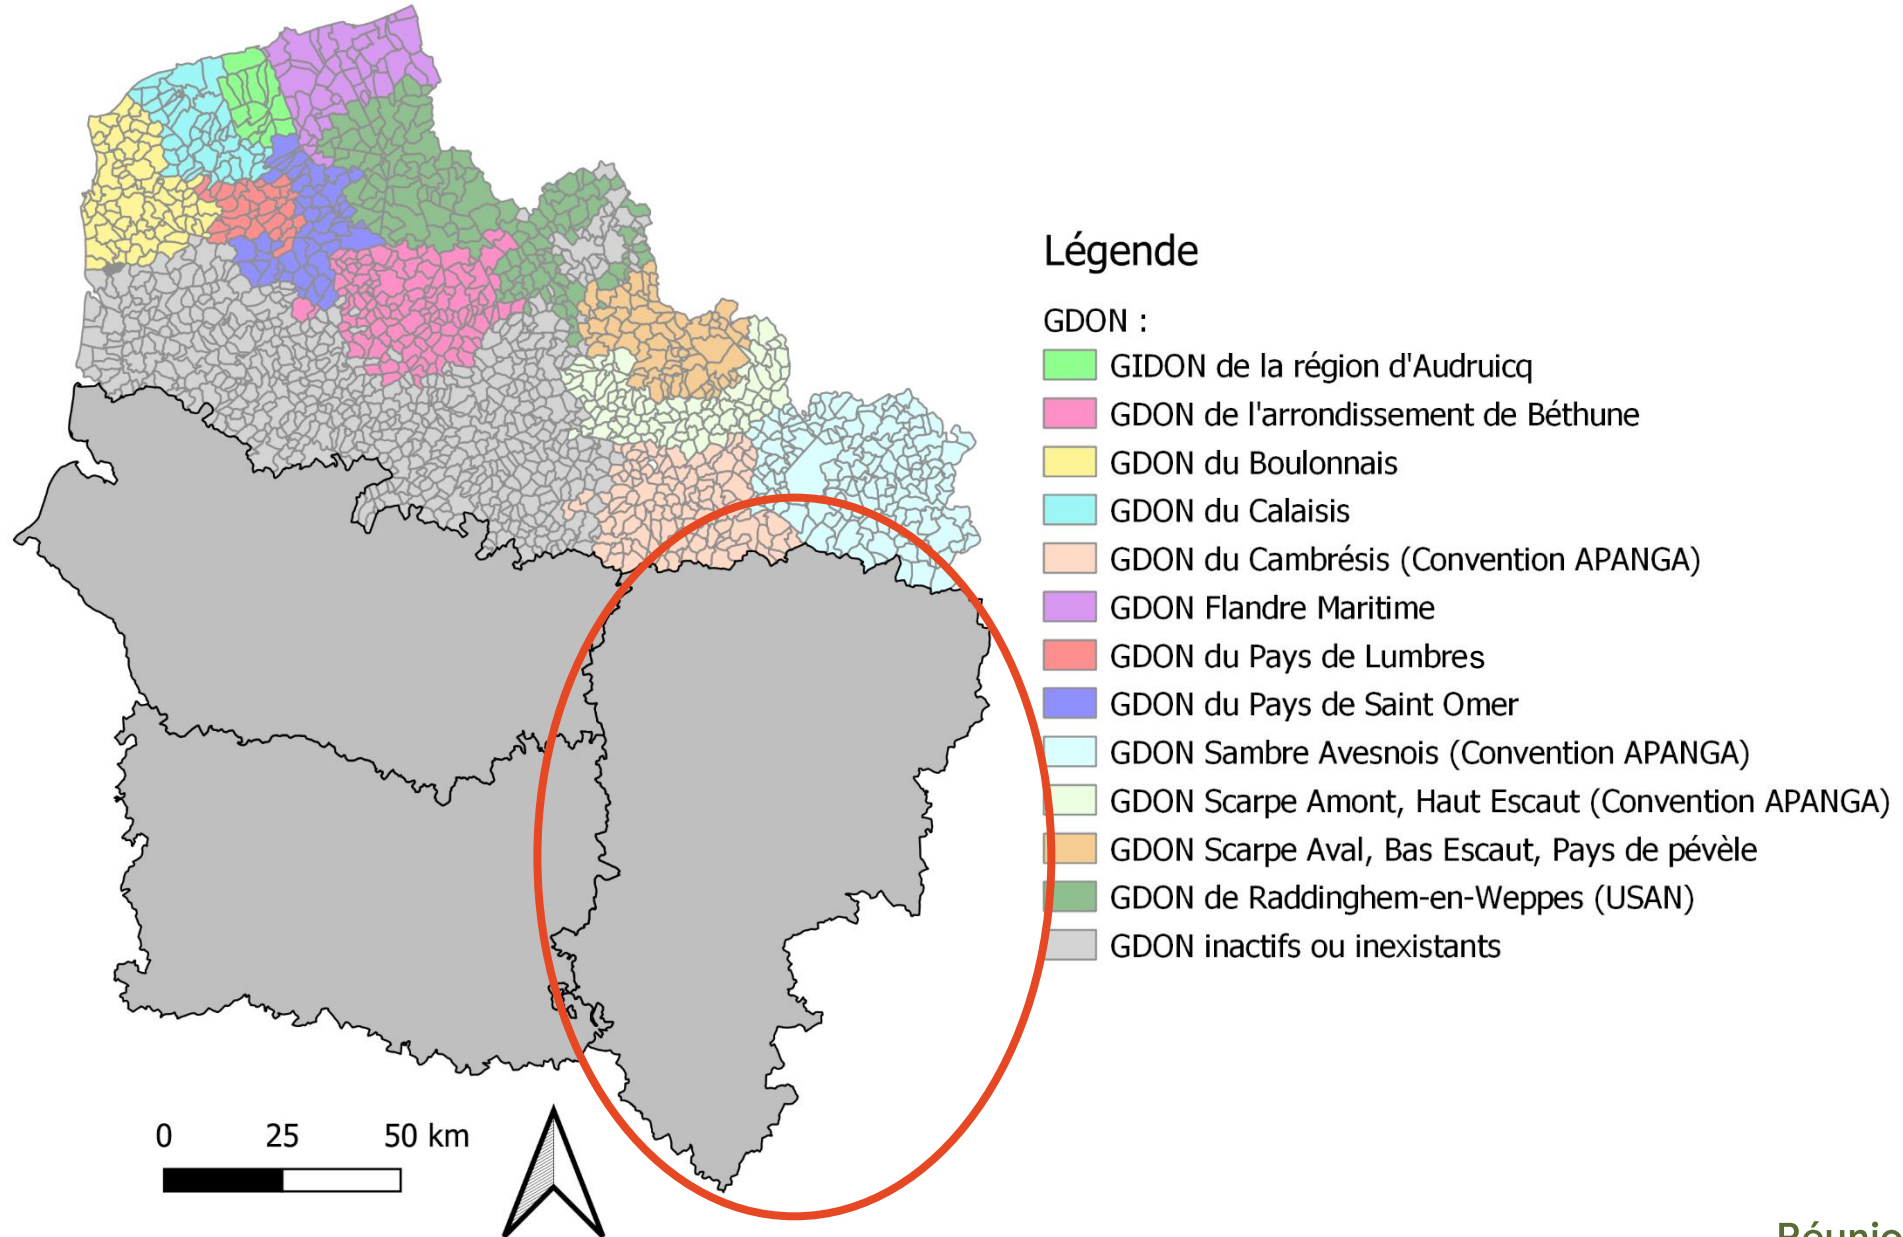 Légende
GDON :
GIDON de la région d'Audruicq
GDON de l'arrondissement de Béthune
GDON du Boulonnais
GDON du Calaisis
GDON du Cambrésis (Convention APANGA)
GDON Flandre Maritime
GDON du Pays de Lumbres
GDON du Pays de Saint Omer
GDON Sambre Avesnois (Convention APANGA)
GDON Scarpe Amont, Haut Escaut (Convention APANGA)
GDON Scarpe Aval, Bas Escaut, Pays de pévèle
GDON de Raddinghem-en-Weppes (USAN)
GDON inactifs ou inexistants
0 25 50 km